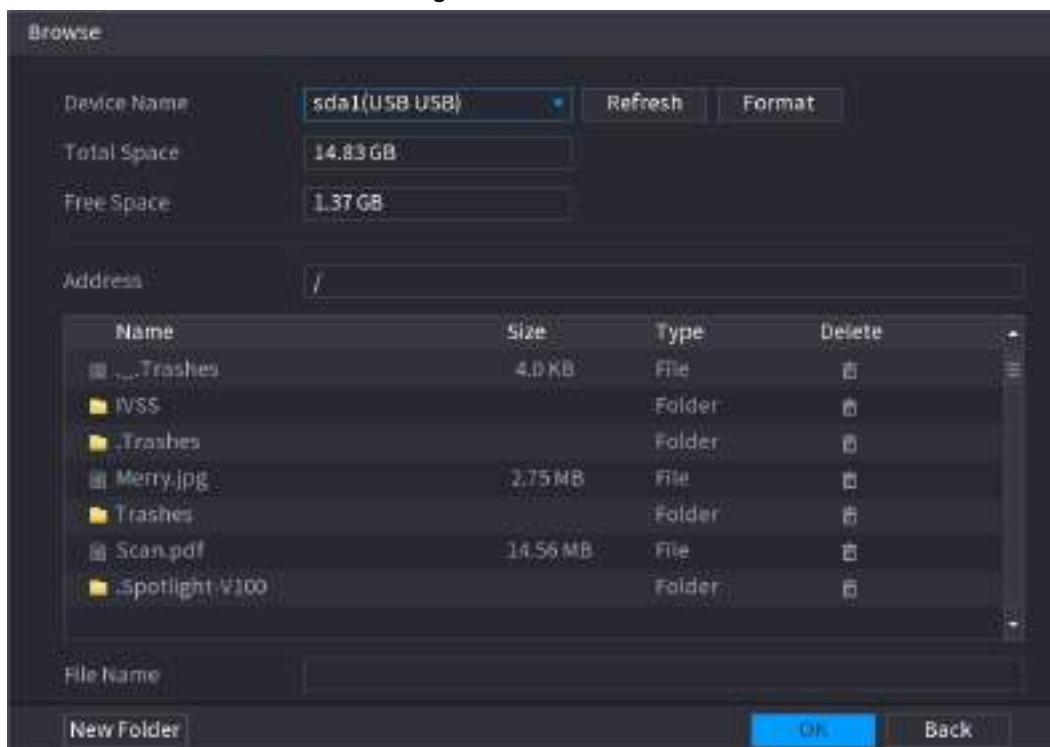 Browse
Device Name sda1(USB USB) Refresh Format
Total Space 14.83 GB
Free Space 1.37 GB
Address /
Name Size Type Delete
._.Trashes 4.0 KB File
IVSS Folder
.Trashes Folder
Merry.jpg 2.75 MB File
Trashes Folder
Scan.pdf 14.56 MB File
.Spotlight-V100 Folder
File Name
New Folder OK Back